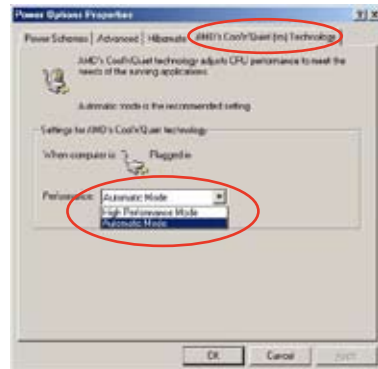 Power Options Properties
? X
Power Schemes Advanced Hibernate AMD's Cool'n'Quiet (tm) Technology
AMD's Cool'n'Quiet technology adjusts CPU performance to meet the
needs of the running applications.
Automatic mode is the recommended setting.
Settings for AMD's Cool'n'Quiet technology
When computer is: Plugged in
Performance: Automatic Mode
High Performance Mode
Automatic Mode
OK Cancel Apply